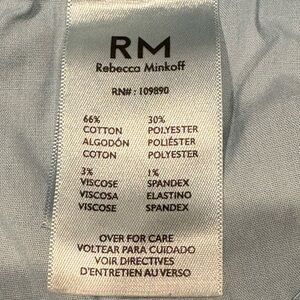 RM
Rebecca Minkoff
RN# : 109890
66% 30%
COTTON POLYESTER
ALGODÓN POLIÉSTER
COTON POLYESTER
3% 1%
VISCOSE SPANDEX
VISCOSA ELASTINO
VISCOSE SPANDEX
OVER FOR CARE
VOLTEAR PARA CUIDADO
VOIR DIRECTIVES
D'ENTRETIEN AU VERSO